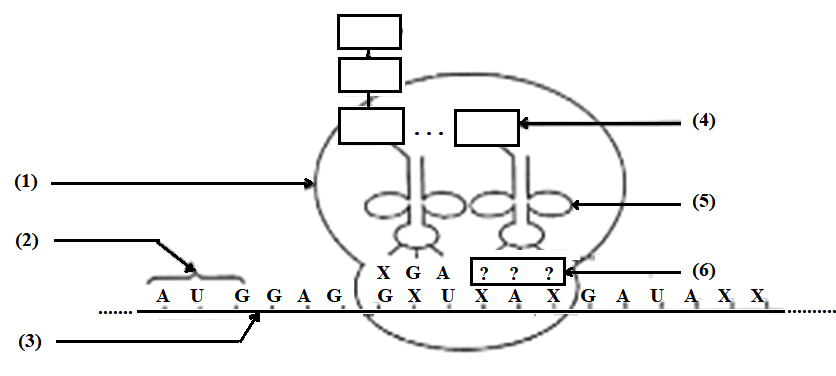 . . .
(4)
(1)
(5)
(2)
X G A ? ? ? (6)
A U G G A G G X U X A X G A U A X X
....... ...........
(3)